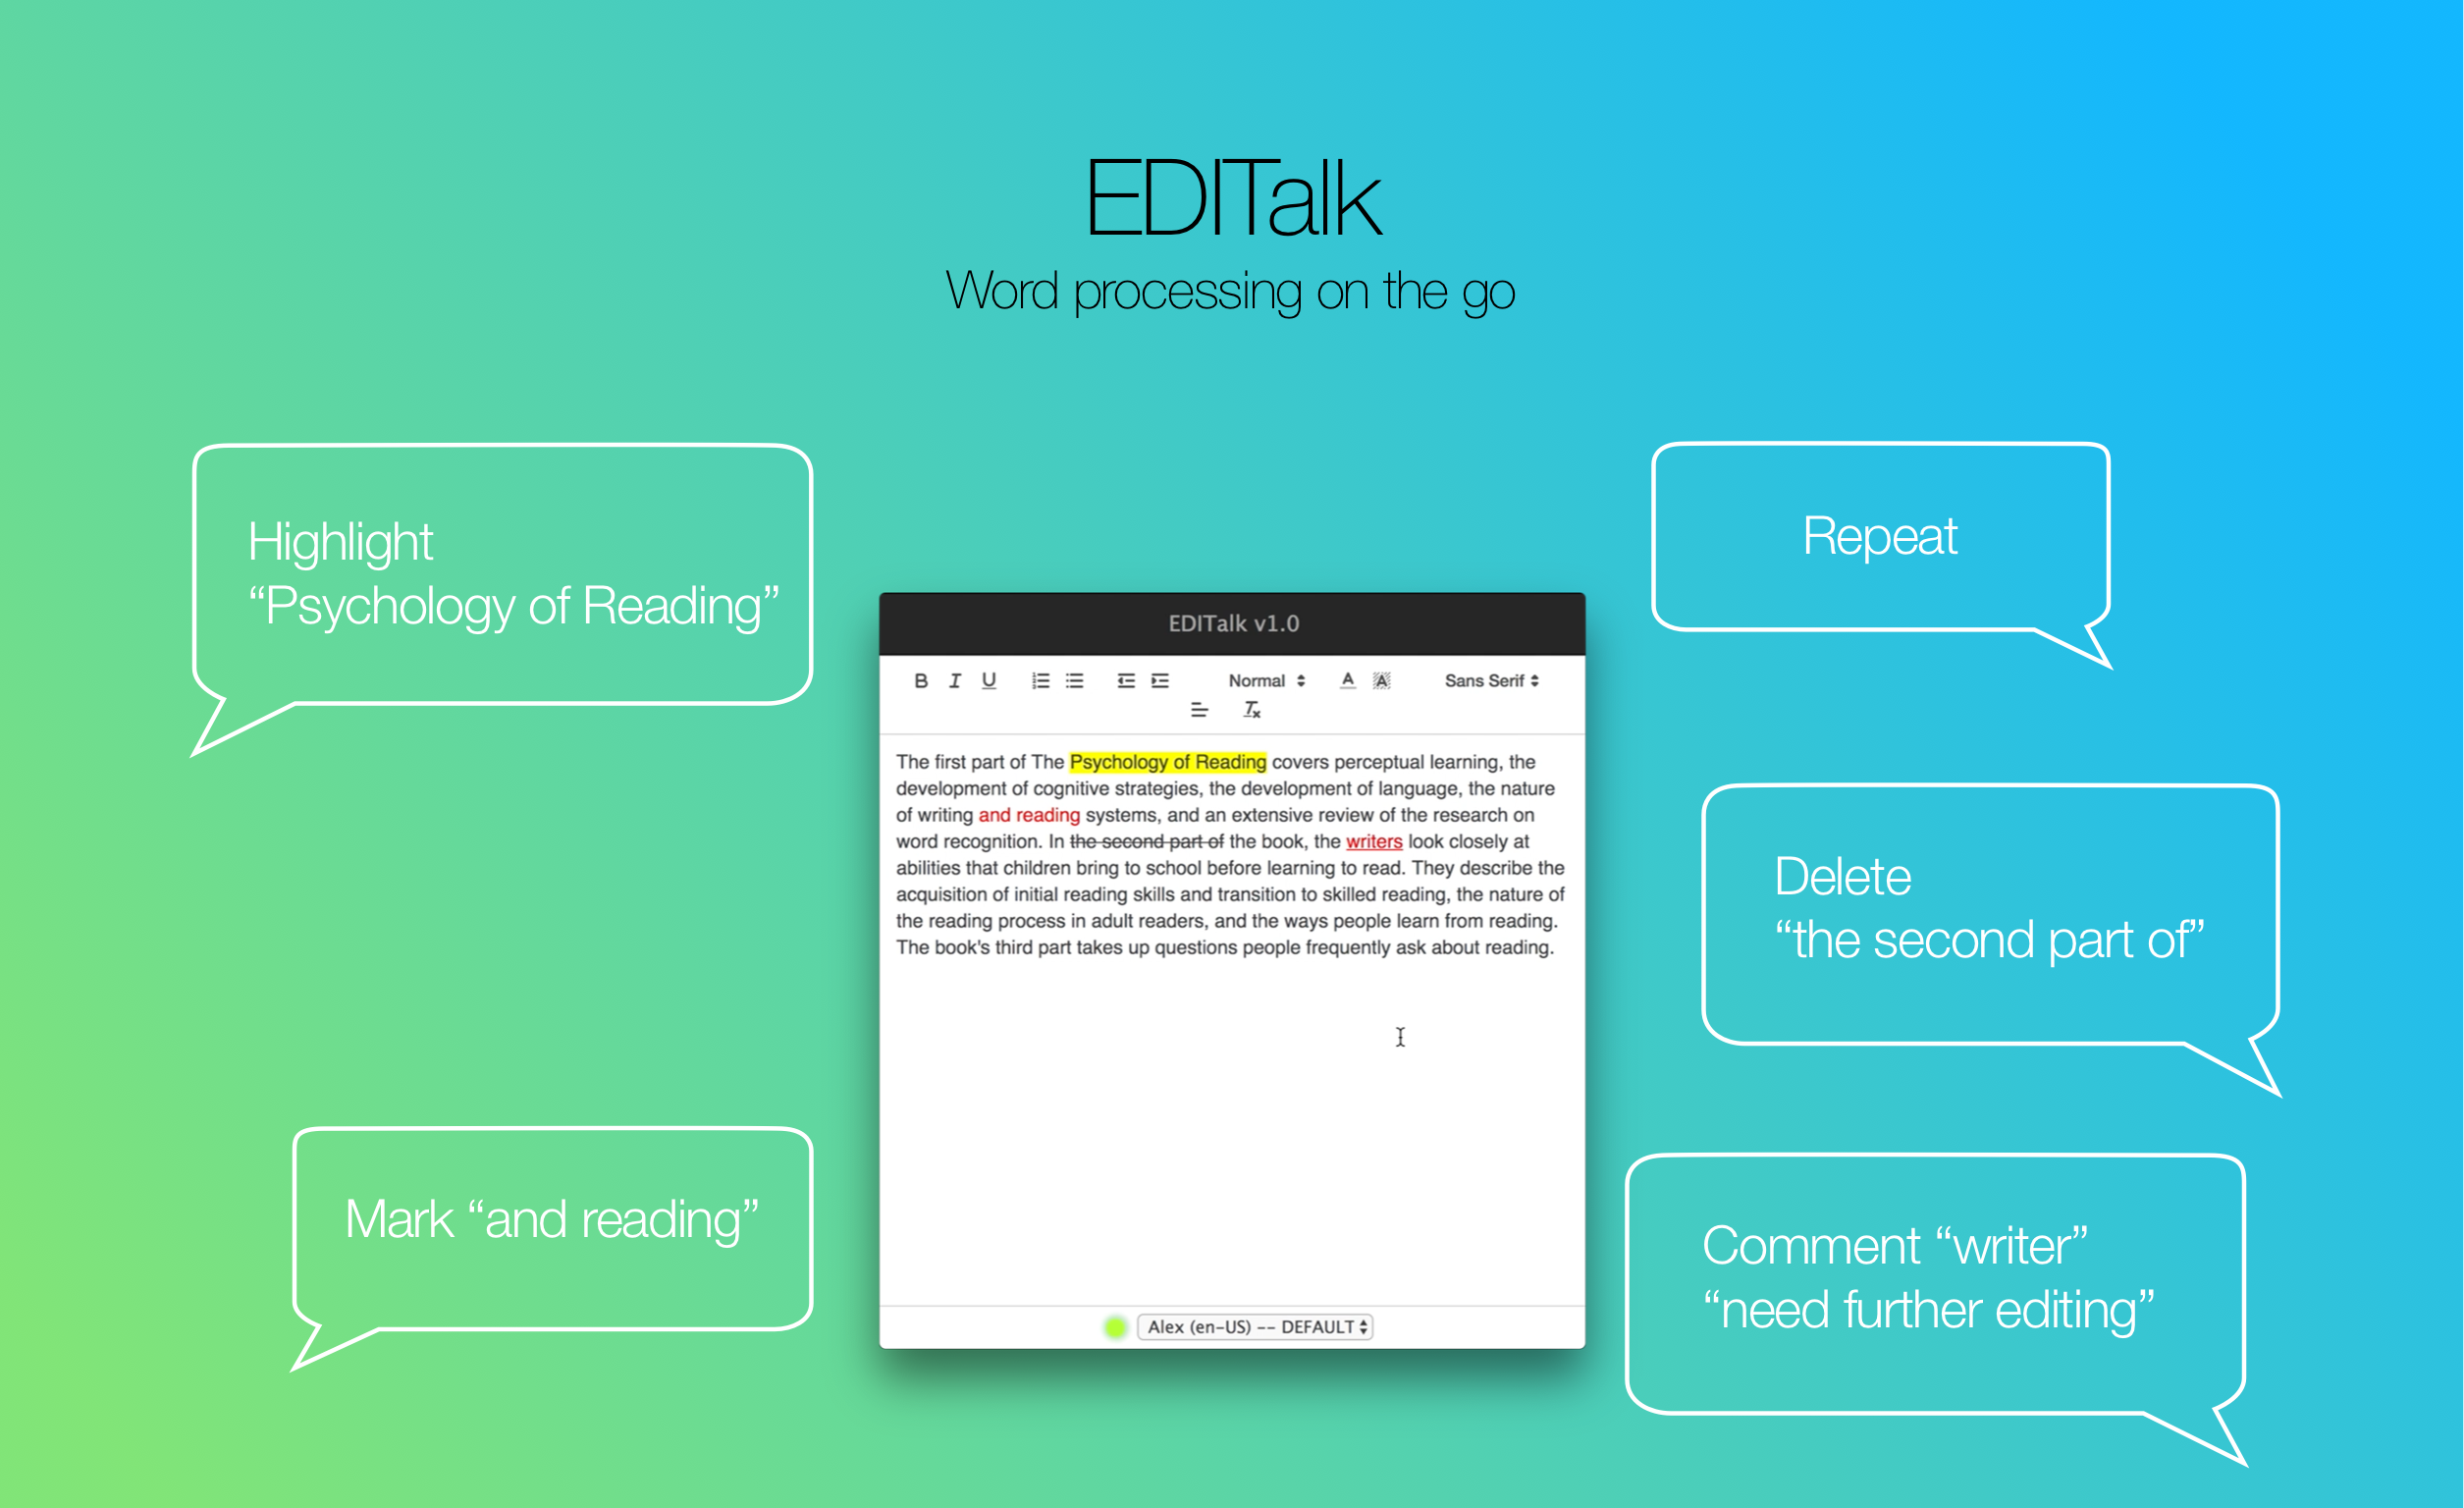 EDITalk
Word processing on the go
Highlight
“Psychology of Reading”
Repeat
EDITalk v1.0
B I U Normal A A Sans Serif
Tx
The first part of The Psychology of Reading covers perceptual learning, the
development of cognitive strategies, the development of language, the nature
of writing and reading systems, and an extensive review of the research on
word recognition. In the second part of the book, the writers look closely at
abilities that children bring to school before learning to read. They describe the
acquisition of initial reading skills and transition to skilled reading, the nature of
the reading process in adult readers, and the ways people learn from reading.
The book's third part takes up questions people frequently ask about reading.
Delete
“the second part of”
Mark “and reading”
Comment “writer”
“need further editing”
Alex (en-US) -- DEFAULT